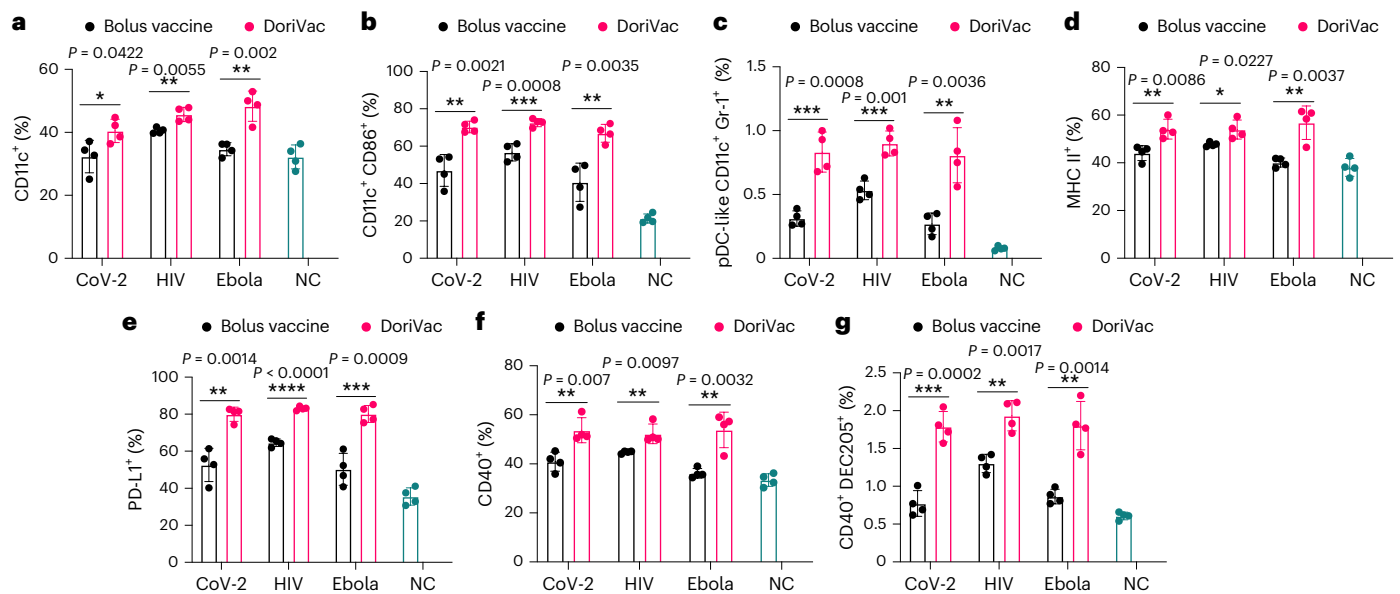 a
Bolus vaccine
DoriVac
P = 0.0422
P = 0.0055
P = 0.002
*
**
**
CD11c⁺ (%)
60
40
20
0
CoV-2
HIV
Ebola
NC
b
Bolus vaccine
DoriVac
P = 0.0021
P = 0.0008
P = 0.0035
**
***
**
CD11c⁺ CD86⁺ (%)
100
80
60
40
20
0
CoV-2
HIV
Ebola
NC
c
Bolus vaccine
DoriVac
P = 0.0008
P = 0.001
P = 0.0036
***
***
**
pDC-like CD11c⁺ Gr-1⁺ (%)
1.5
1.0
0.5
0
CoV-2
HIV
Ebola
NC
d
Bolus vaccine
DoriVac
P = 0.0086
P = 0.0227
P = 0.0037
**
*
**
MHC II⁺ (%)
80
60
40
20
0
CoV-2
HIV
Ebola
NC
e
Bolus vaccine
DoriVac
P = 0.0014
P < 0.0001
P = 0.0009
**
****
***
PD-L1⁺ (%)
100
80
60
40
20
0
CoV-2
HIV
Ebola
NC
f
Bolus vaccine
DoriVac
P = 0.007
P = 0.0097
P = 0.0032
**
**
**
CD40⁺ (%)
80
60
40
20
0
CoV-2
HIV
Ebola
NC
g
Bolus vaccine
DoriVac
P = 0.0002
P = 0.0017
P = 0.0014
***
**
**
CD40⁺ DEC205⁺ (%)
2.5
2.0
1.5
1.0
0.5
0
CoV-2
HIV
Ebola
NC